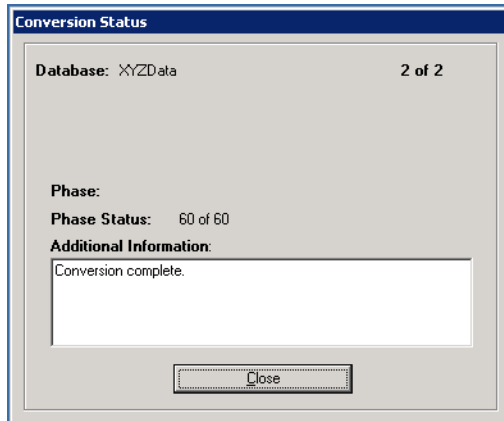 Conversion Status
Database: XYZData 2 of 2
Phase:
Phase Status: 60 of 60
Additional Information:
Conversion complete.
Close